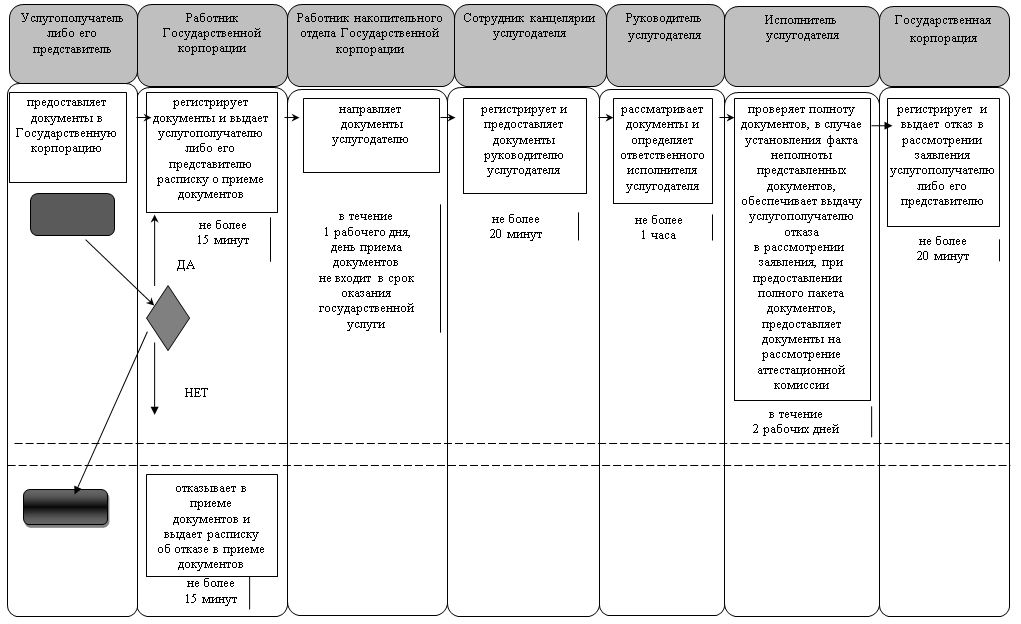 Услугополучатель
либо его
представитель
Работник
Государственной
корпорации
Работник накопительного
отдела Государственной
корпорации
Сотрудник канцелярии
услугодателя
Руководитель
услугодателя
Исполнитель
услугодателя
Государственная
корпорация
предоставляет
документы в
Государственную
корпорацию
регистрирует
документы и выдает
услугополучателю
либо его
представителю
расписку о приеме
документов
не более
15 минут
ДА
НЕТ
направляет
документы
услугодателю
в течение
1 рабочего дня,
день приема
документов
не входит в срок
оказания
государственной
услуги
регистрирует и
предоставляет
документы
руководителю
услугодателя
не более
20 минут
рассматривает
документы и
определяет
ответственного
исполнителя
услугодателя
не более
1 часа
проверяет полноту
документов, в случае
установления факта
неполноты
представленных
документов,
обеспечивает выдачу
услугополучателю
отказа
в рассмотрении
заявления, при
предоставлении
полного пакета
документов,
предоставляет
документы на
рассмотрение
аттестационной
комиссии
в течение
2 рабочих дней
регистрирует и
выдает отказ в
рассмотрении
заявления
услугополучателю
либо его
представителю
не более
20 минут
отказывает в
приеме
документов и
выдает расписку
об отказе в приеме
документов
не более
15 минут